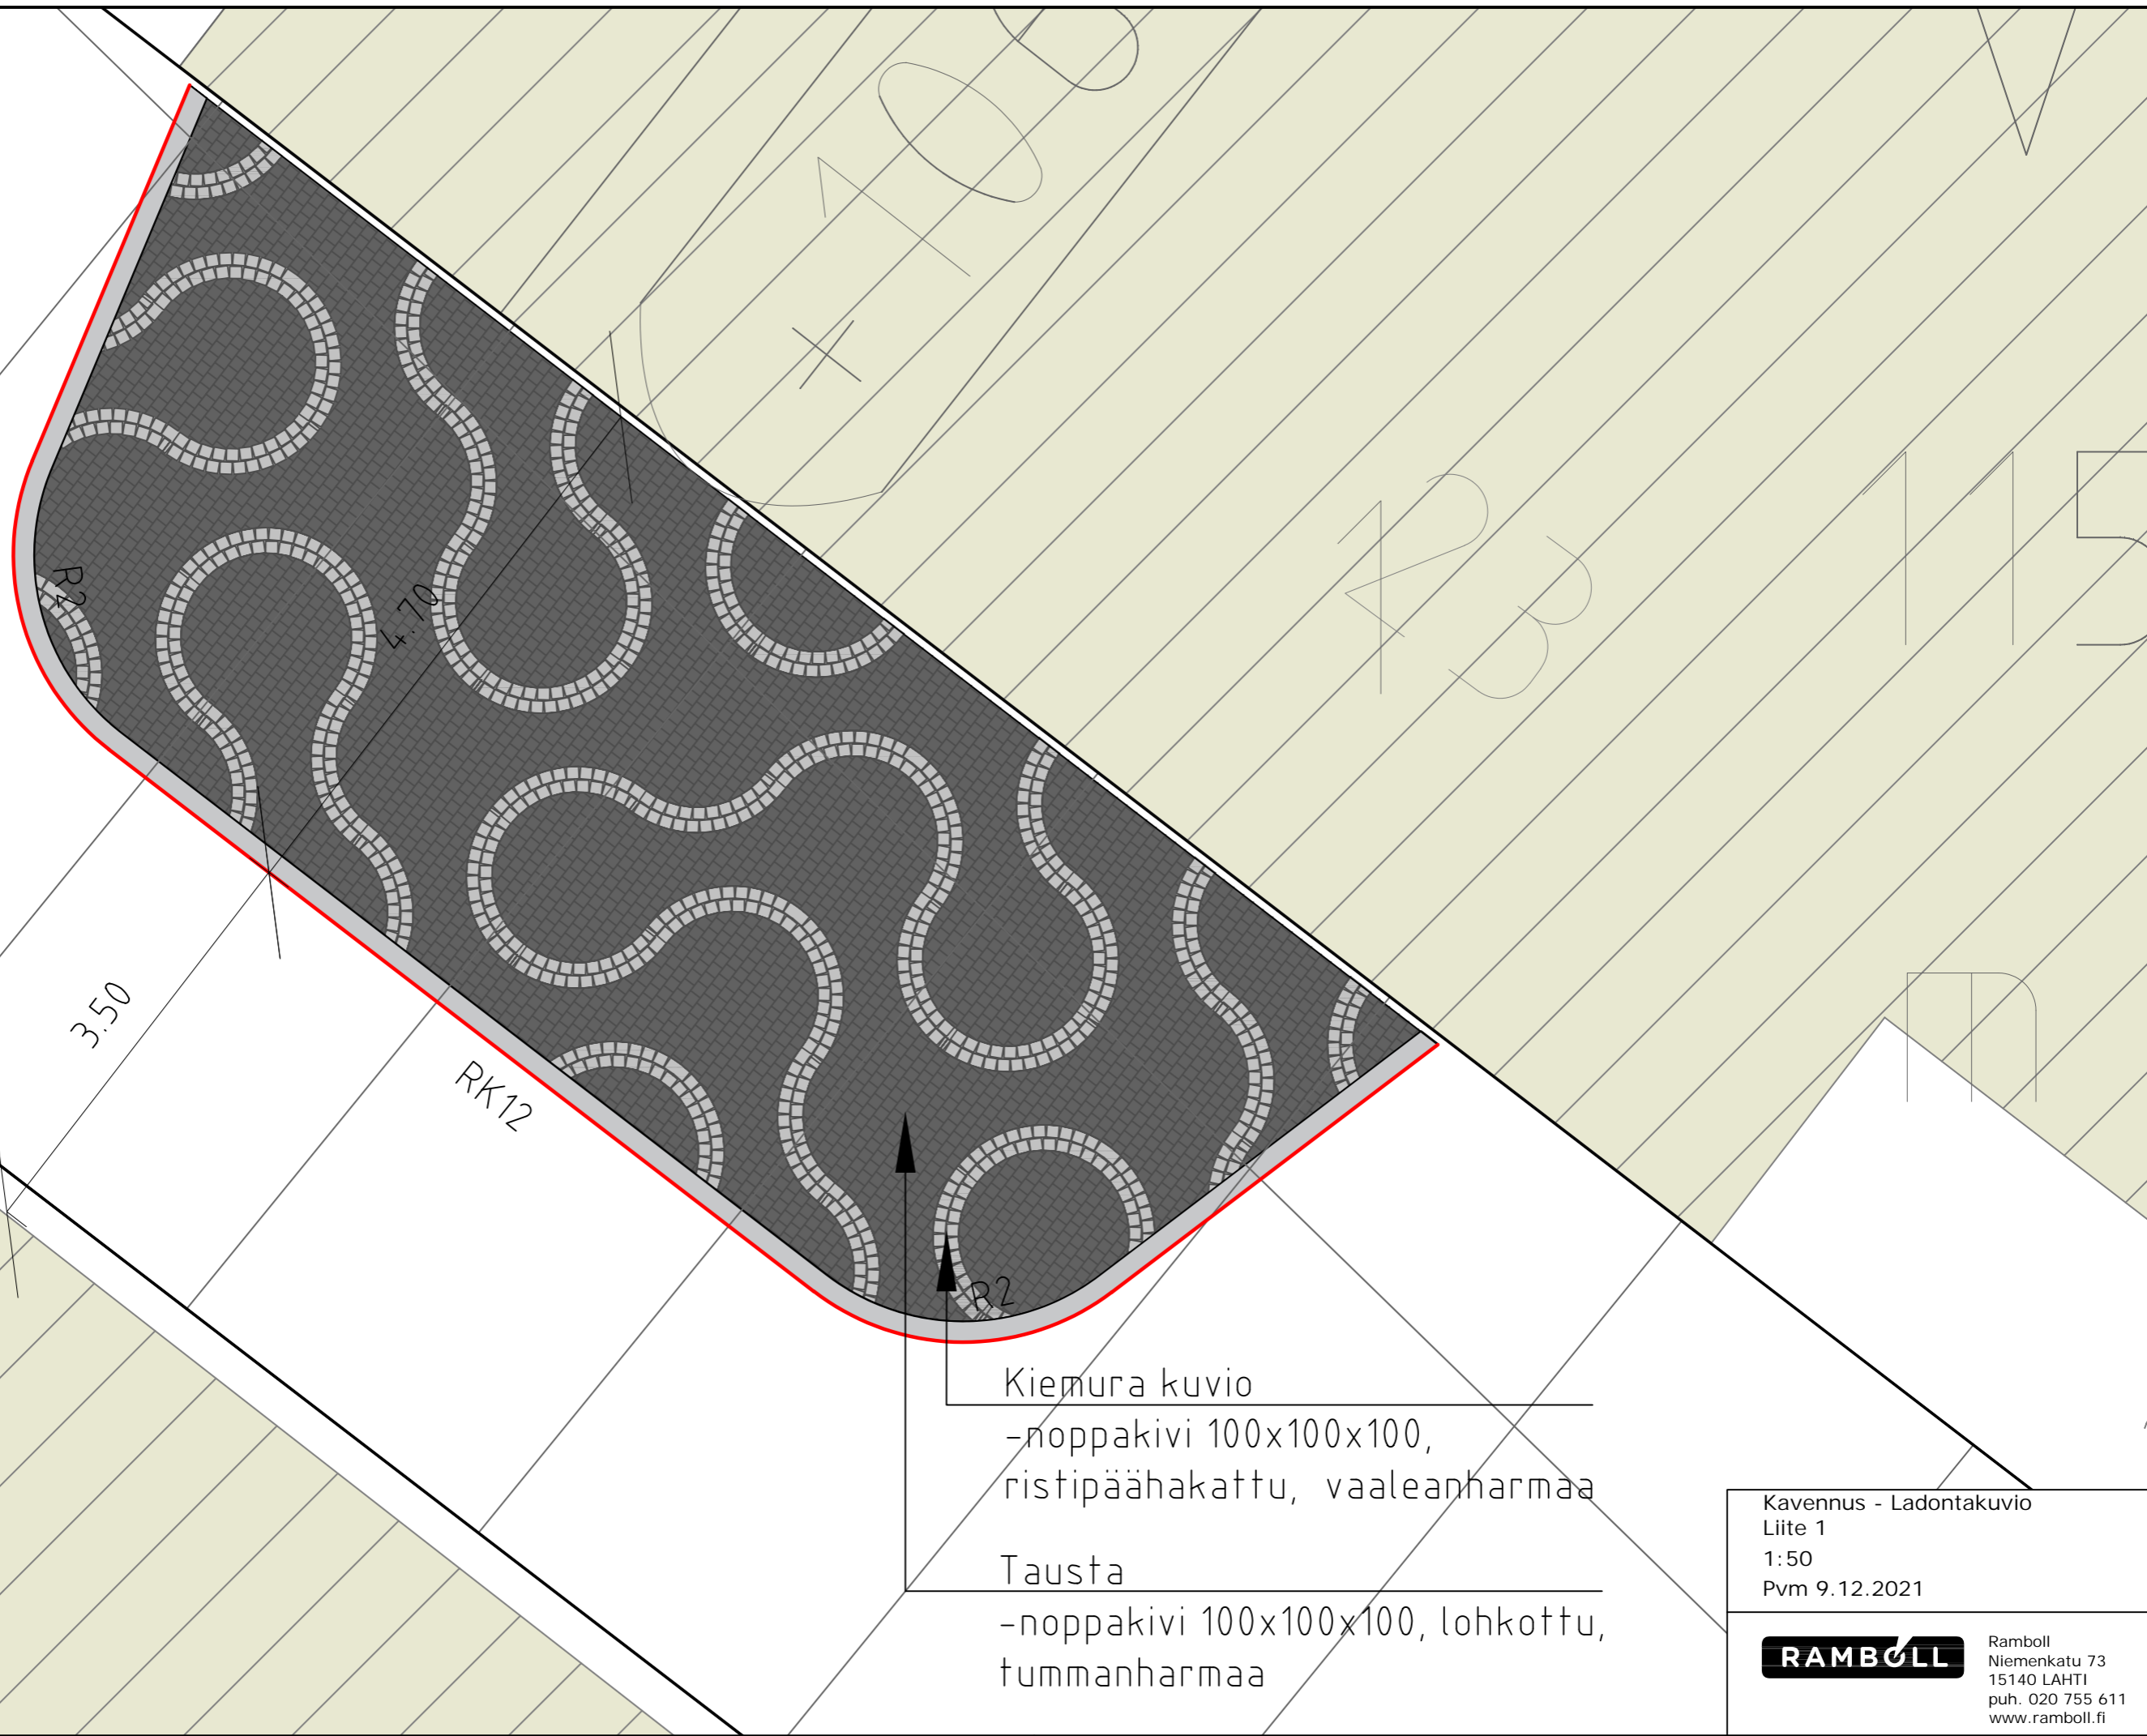 R2
4.70
3.50
RK12
R2
115
Kiemura kuvio
-noppakivi 100x100x100,
ristipäähakattu, vaaleanharmaa
Tausta
-noppakivi 100x100x100, lohkottu,
tummanharmaa
Kavennus - Ladontakuvio
Liite 1
1:50
Pvm 9.12.2021
RAMBOLL
Ramboll
Niemenkatu 73
15140 LAHTI
puh. 020 755 611
www.ramboll.fi